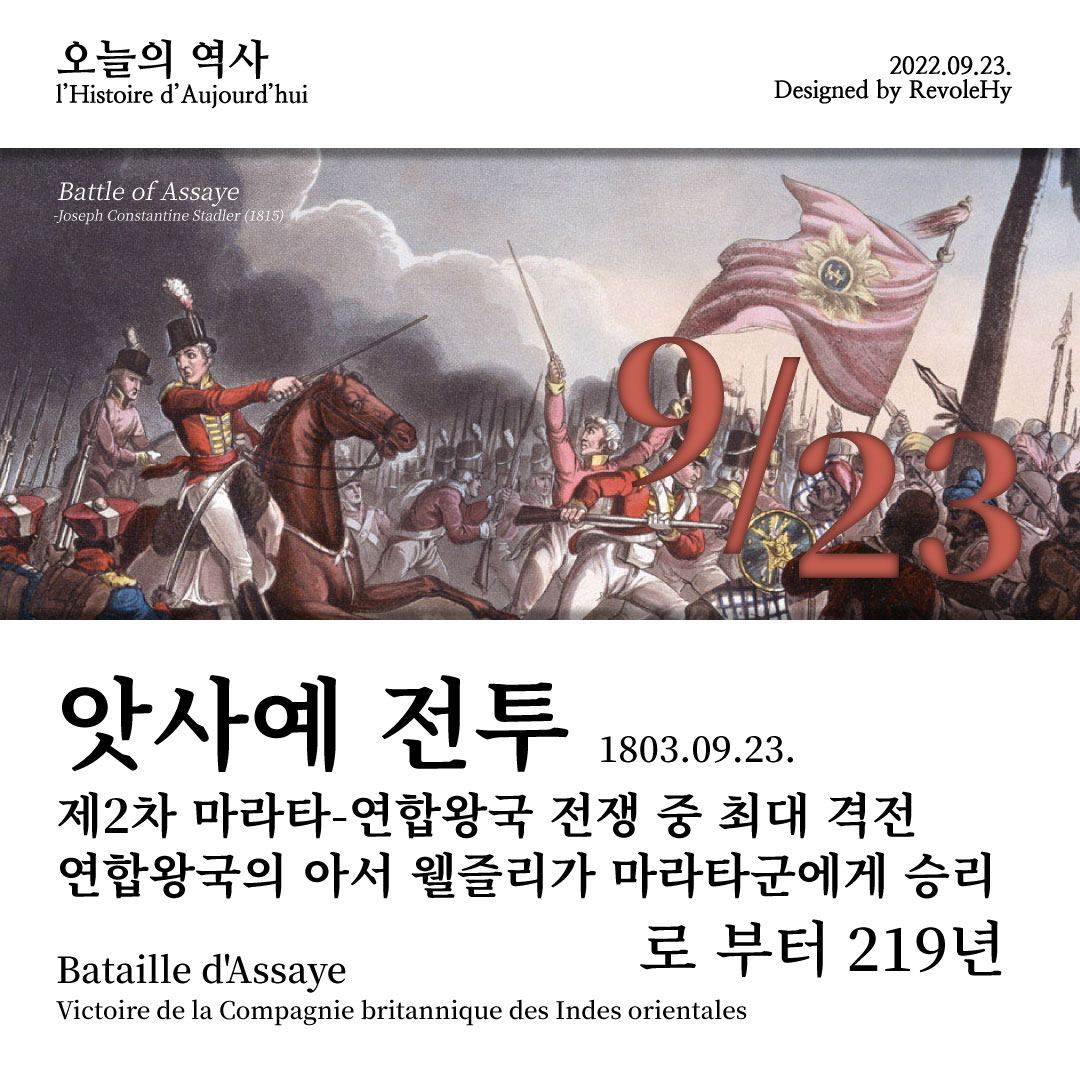 오늘의 역사
l’Histoire d’Aujourd’hui
2022.09.23.
Designed by RevoleHy
Battle of Assaye
-Joseph Constantine Stadler (1815)
9/23
앗사예 전투 1803.09.23.
제2차 마라타-연합왕국 전쟁 중 최대 격전
연합왕국의 아서 웰즐리가 마라타군에게 승리
로 부터 219년
Bataille d'Assaye
Victoire de la Compagnie britannique des Indes orientales